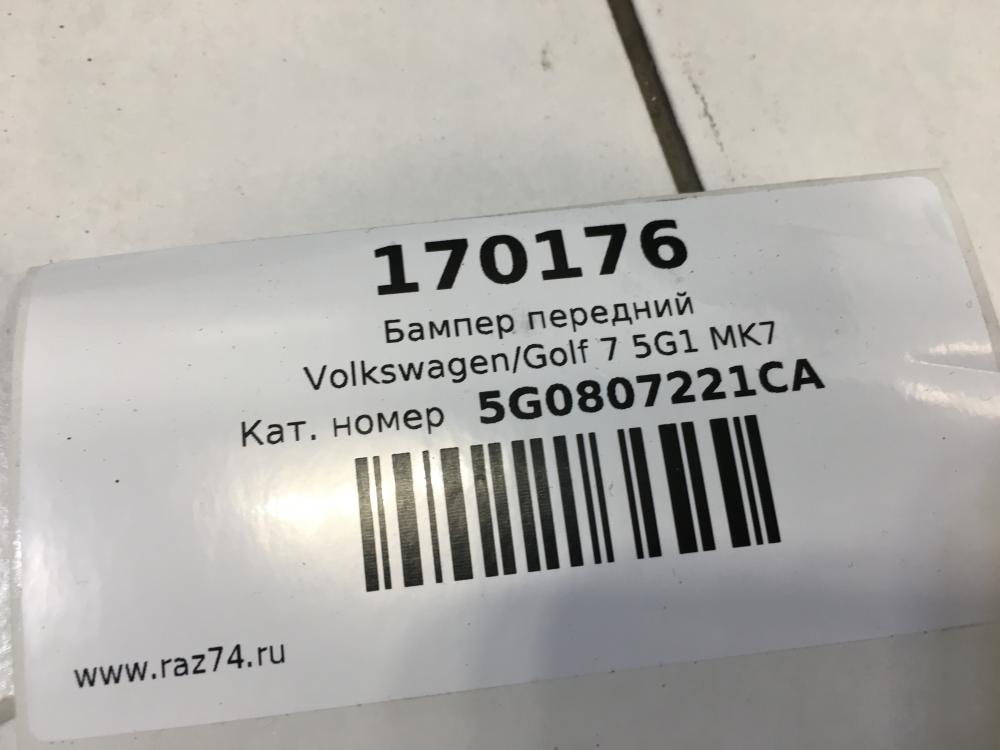 170176
Бампер передний
Volkswagen/Golf 7 5G1 MK7
Кат. номер 5G0807221CA
www.raz74.ru